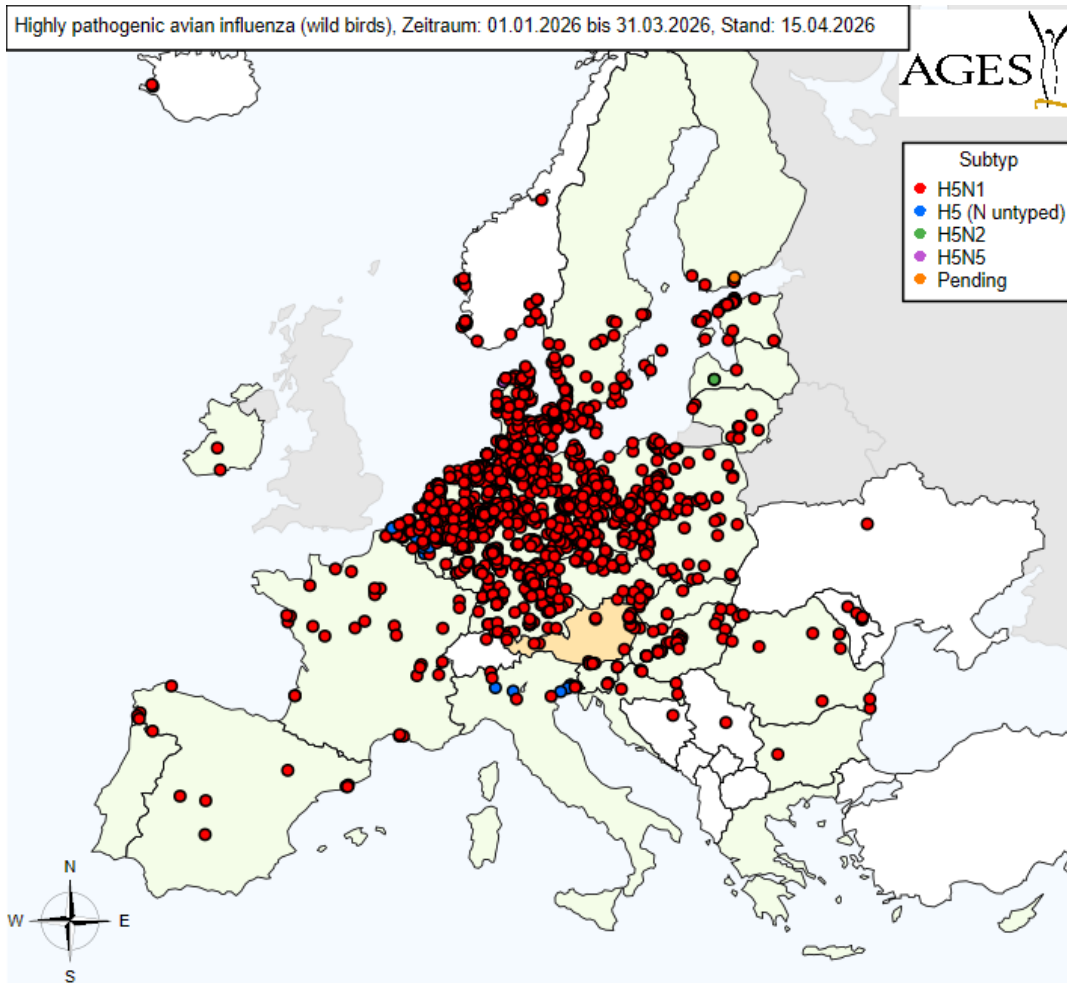 Highly pathogenic avian influenza (wild birds), Zeitraum: 01.01.2026 bis 31.03.2026, Stand: 15.04.2026
AGES
Subtyp
H5N1
H5 (N untyped)
H5N2
H5N5
Pending
N
W E
S